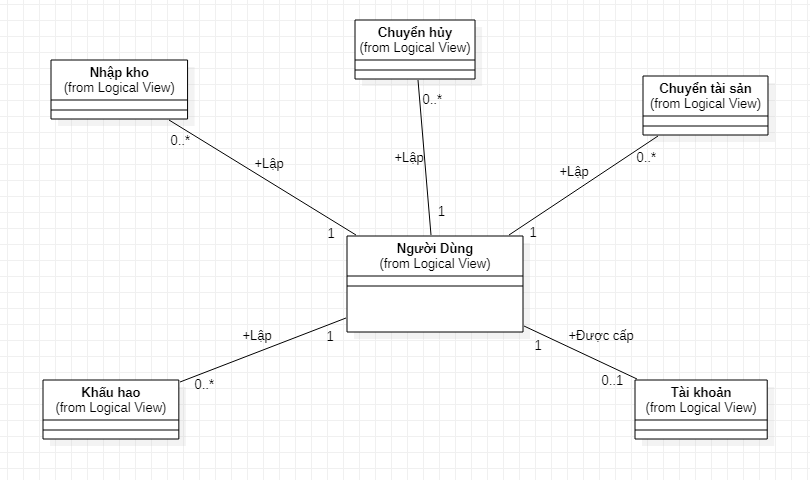 Chuyển hủy
(from Logical View)
Nhập kho
(from Logical View)
Chuyển tài sản
(from Logical View)
0..*
0..*
0..*
+Lập
+Lập
+Lập
1
1
1
Người Dùng
(from Logical View)
+Lập
1
+Được cấp
1
0..*
0..1
Khấu hao
(from Logical View)
Tài khoản
(from Logical View)